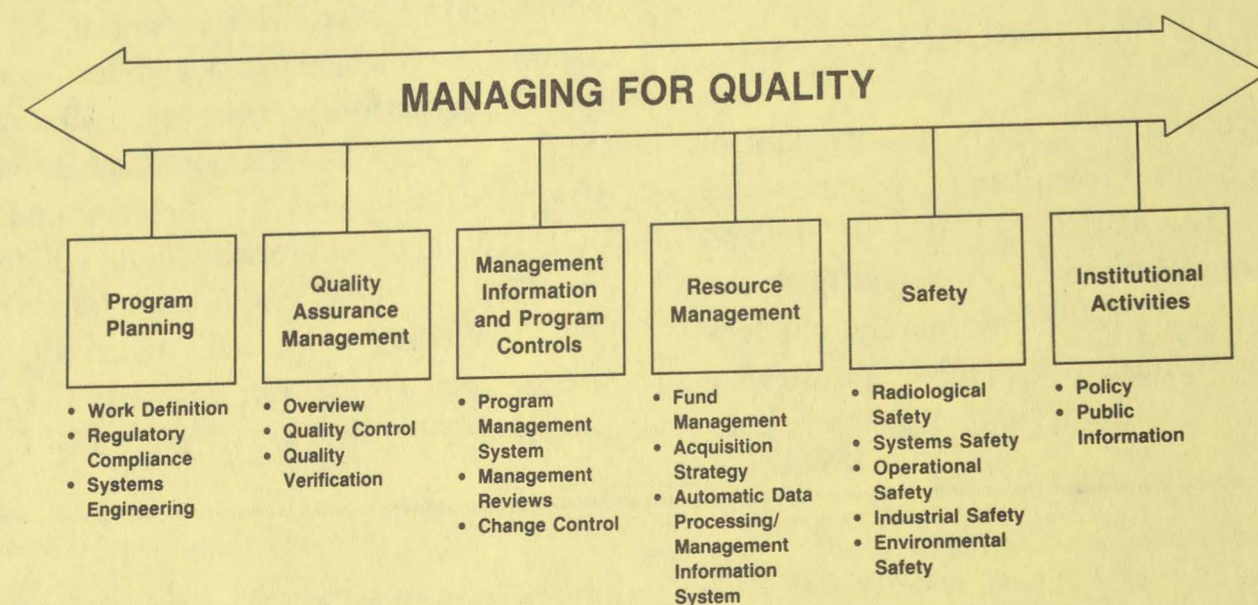 MANAGING FOR QUALITY
Program
Planning
• Work Definition
• Regulatory
Compliance
• Systems
Engineering
Quality
Assurance
Management
• Overview
• Quality Control
• Quality
Verification
Management
Information
and Program
Controls
• Program
Management
System
• Management
Reviews
• Change Control
Resource
Management
• Fund
Management
• Acquisition
Strategy
• Automatic Data
Processing/
Management
Information
System
Safety
• Radiological
Safety
• Systems Safety
• Operational
Safety
• Industrial Safety
• Environmental
Safety
Institutional
Activities
• Policy
• Public
Information